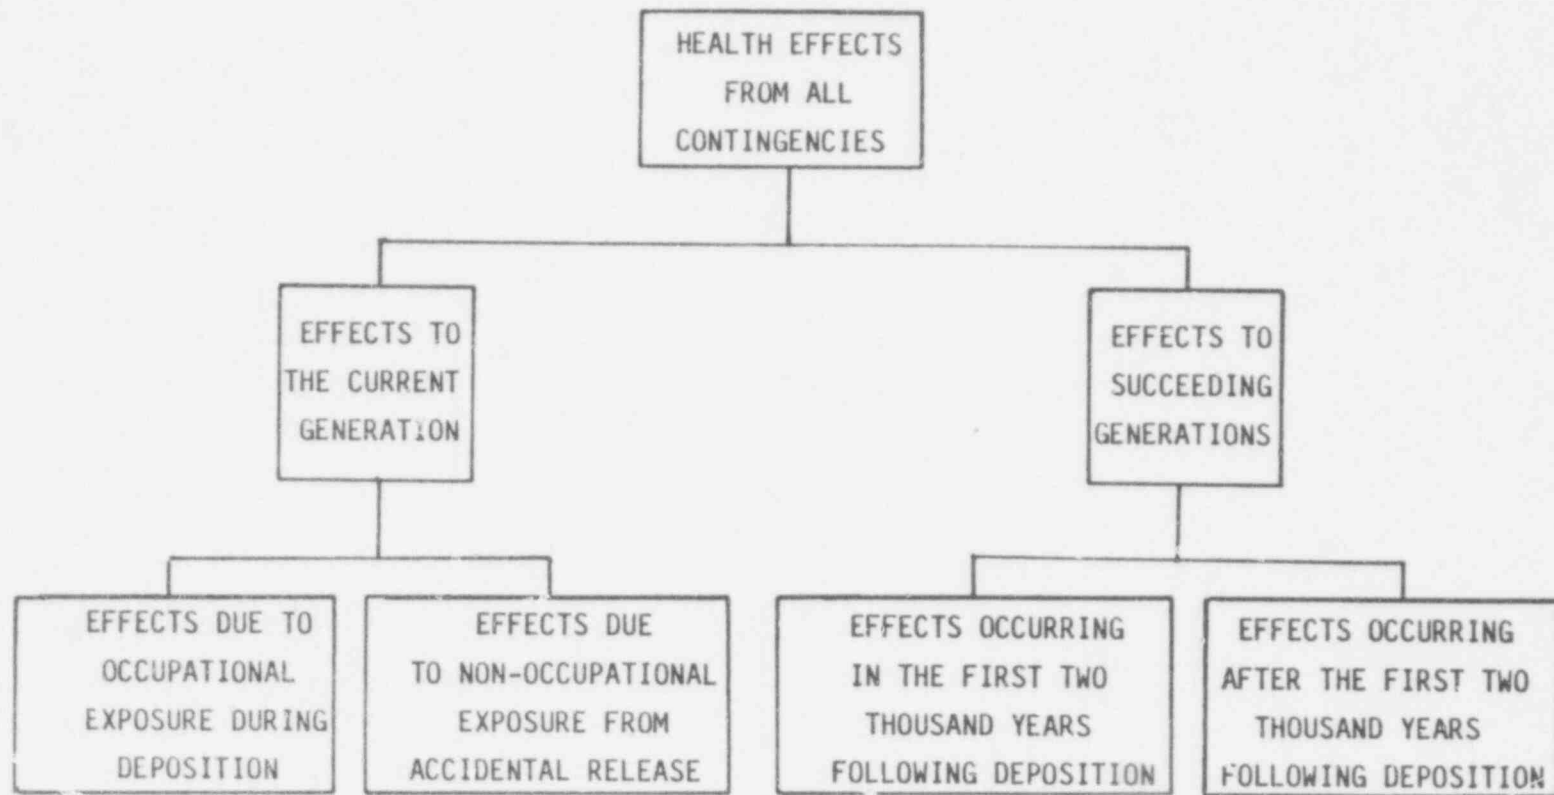 HEALTH EFFECTS
FROM ALL
CONTINGENCIES
EFFECTS TO
THE CURRENT
GENERATION
EFFECTS TO
SUCCEEDING
GENERATIONS
EFFECTS DUE TO
OCCUPATIONAL
EXPOSURE DURING
DEPOSITION
EFFECTS DUE
TO NON-OCCUPATIONAL
EXPOSURE FROM
ACCIDENTAL RELEASE
EFFECTS OCCURRING
IN THE FIRST TWO
THOUSAND YEARS
FOLLOWING DEPOSITION
EFFECTS OCCURRING
AFTER THE FIRST TWO
THOUSAND YEARS
FOLLOWING DEPOSITION